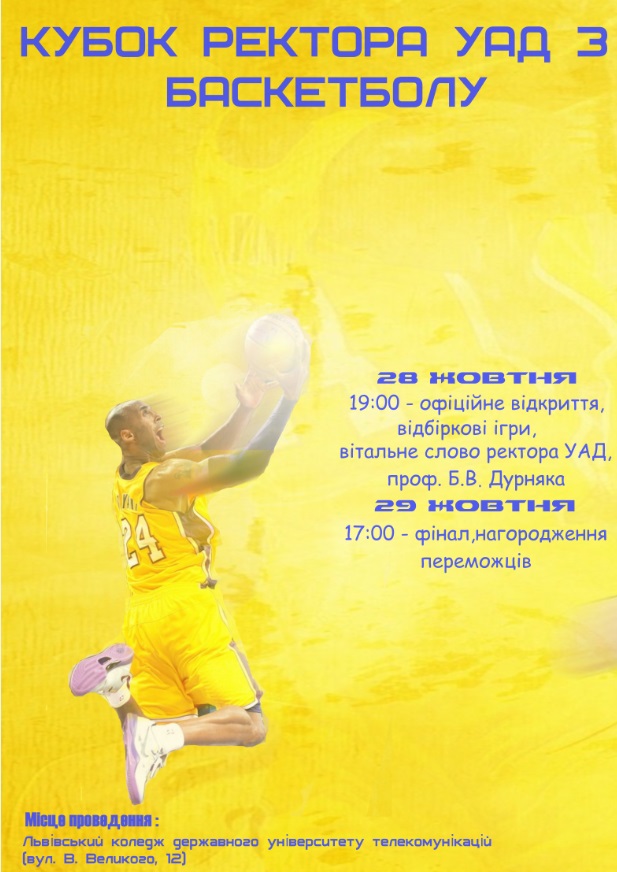 КУБОК РЕКТОРА УАД З
БАСКЕТБОЛУ
28 ЖОВТНЯ
19:00 - офіційне відкриття,
відбіркові ігри,
вітальне слово ректора УАД,
проф. Б.В. Дурняка
29 ЖОВТНЯ
17:00 - фінал,нагородження
переможців
24
Місце проведення :
Львівський коледж державного університету телекомунікацій
(вул. В. Великого, 12)